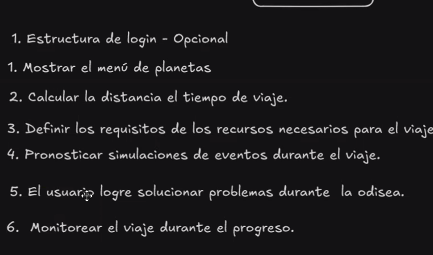 1. Estructura de login - Opcional
1. Mostrar el menú de planetas
2. Calcular la distancia el tiempo de viaje.
3. Definir los requisitos de los recursos necesarios para el viaje
4. Pronosticar simulaciones de eventos durante el viaje.
5. El usuario logre solucionar problemas durante la odisea.
6. Monitorear el viaje durante el progreso.